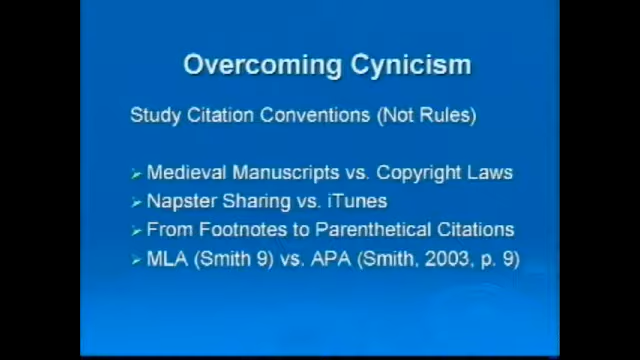 Overcoming Cynicism
Study Citation Conventions (Not Rules)
Medieval Manuscripts vs. Copyright Laws
Napster Sharing vs. iTunes
From Footnotes to Parenthetical Citations
MLA (Smith 9) vs. APA (Smith, 2003, p. 9)